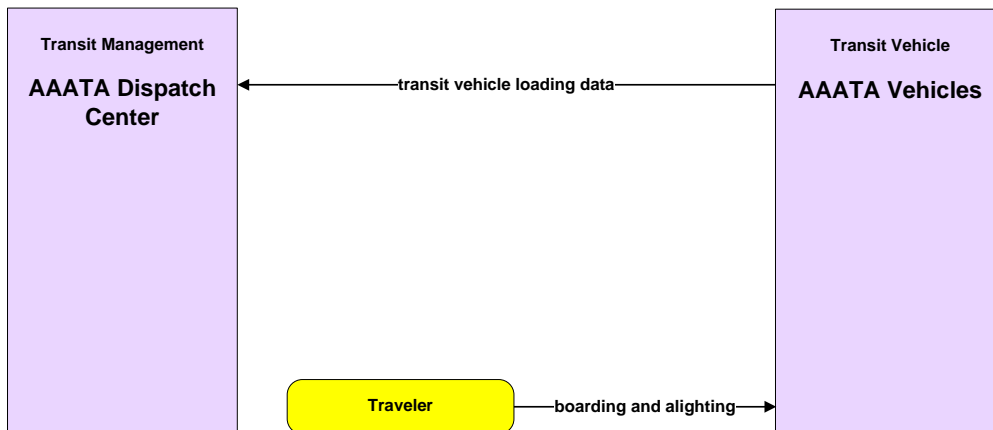 Transit Management
AAATA Dispatch
Center
transit vehicle loading data
Transit Vehicle
AAATA Vehicles
Traveler
boarding and alighting